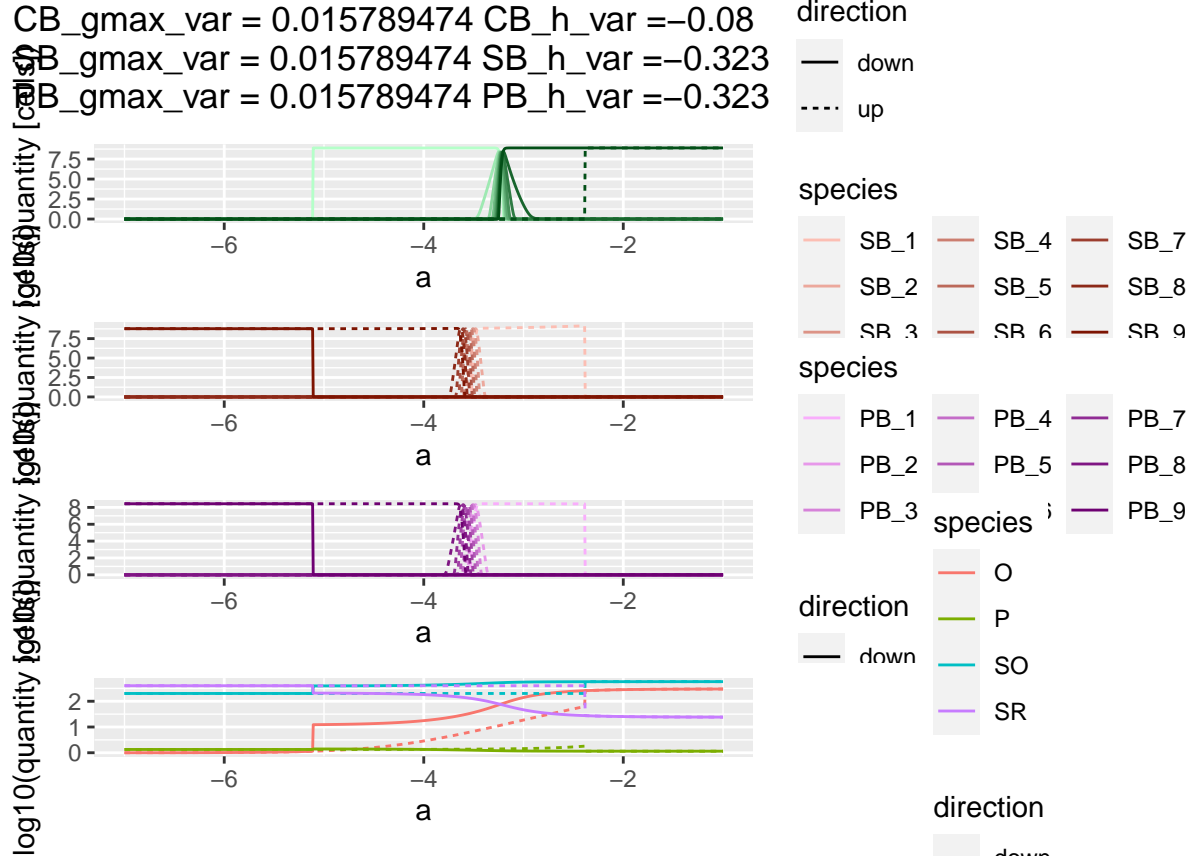 CB_gmax_var = 0.015789474 CB_h_var =−0.08
SB_gmax_var = 0.015789474 SB_h_var =−0.323
PB_gmax_var = 0.015789474 PB_h_var =−0.323
direction
down
up
7.5
5.0
2.5
0.0
−6
−4
−2
a
species
SB_1
SB_4
SB_7
SB_2
SB_5
SB_8
SB_3
SB_6
SB_9
7.5
5.0
2.5
0.0
−6
−4
−2
a
species
PB_1
PB_4
PB_7
PB_2
PB_5
PB_8
PB_3
PB_9
8
6
4
2
0
−6
−4
−2
a
species
O
P
SO
SR
direction
down
2
1
0
−6
−4
−2
a
log10(quantity [cells])
direction
down